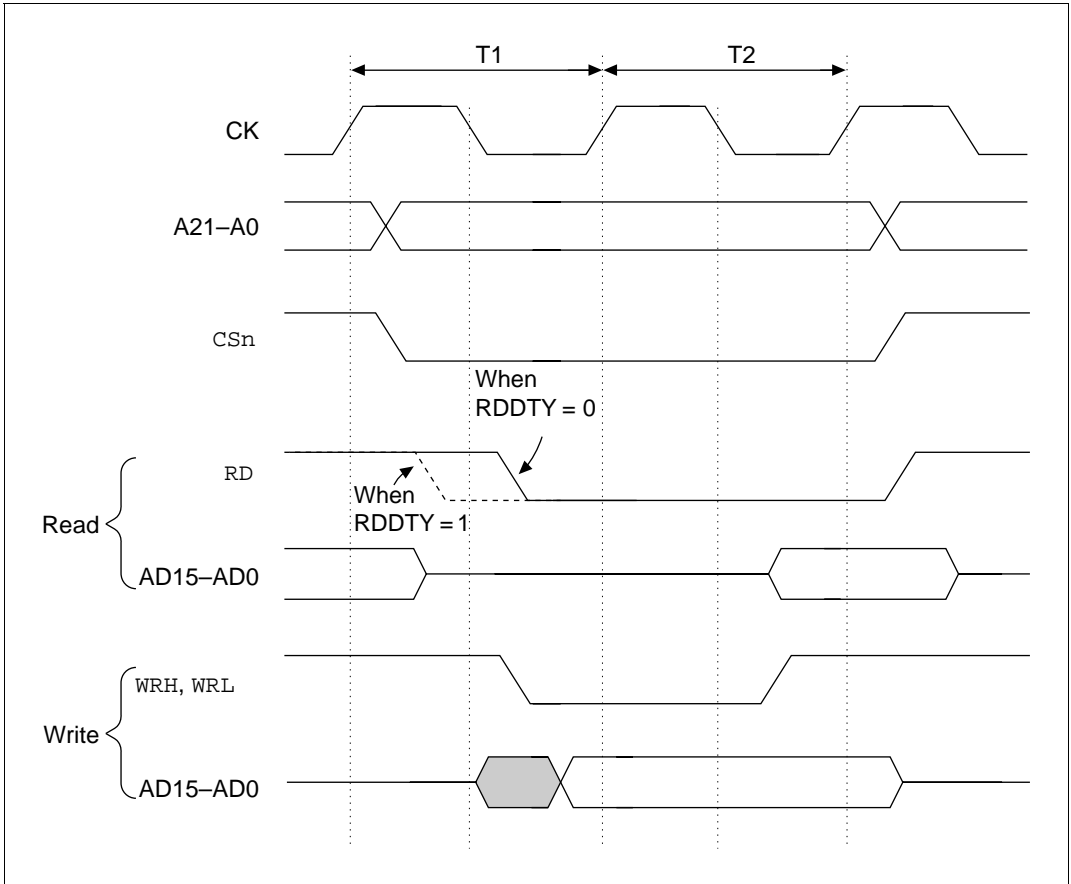 T1 T2
CK
A21–A0
CSn
When
RDDTY = 0
RD
When
RDDTY = 1
Read
AD15–AD0
WRH, WRL
Write
AD15–AD0